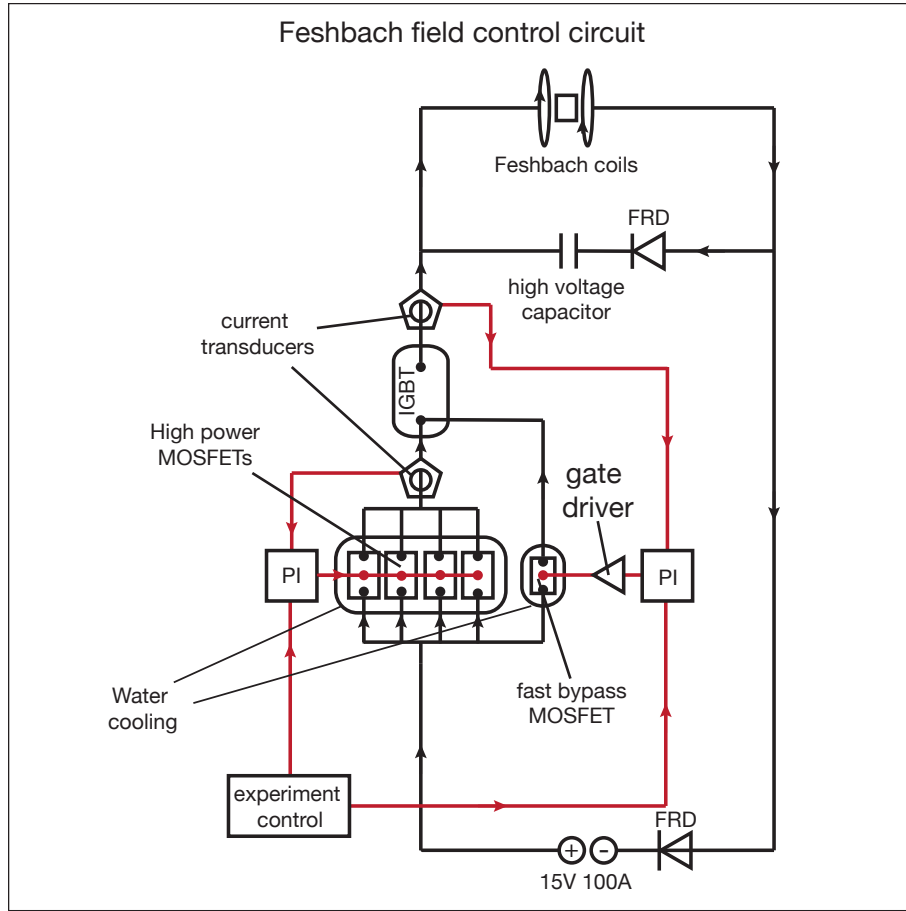 Feshbach field control circuit
Feshbach coils
FRD
high voltage
capacitor
current
transducers
IGBT
High power
MOSFETs
gate
driver
PI
PI
Water
cooling
fast bypass
MOSFET
experiment
control
FRD
+ -
15V 100A